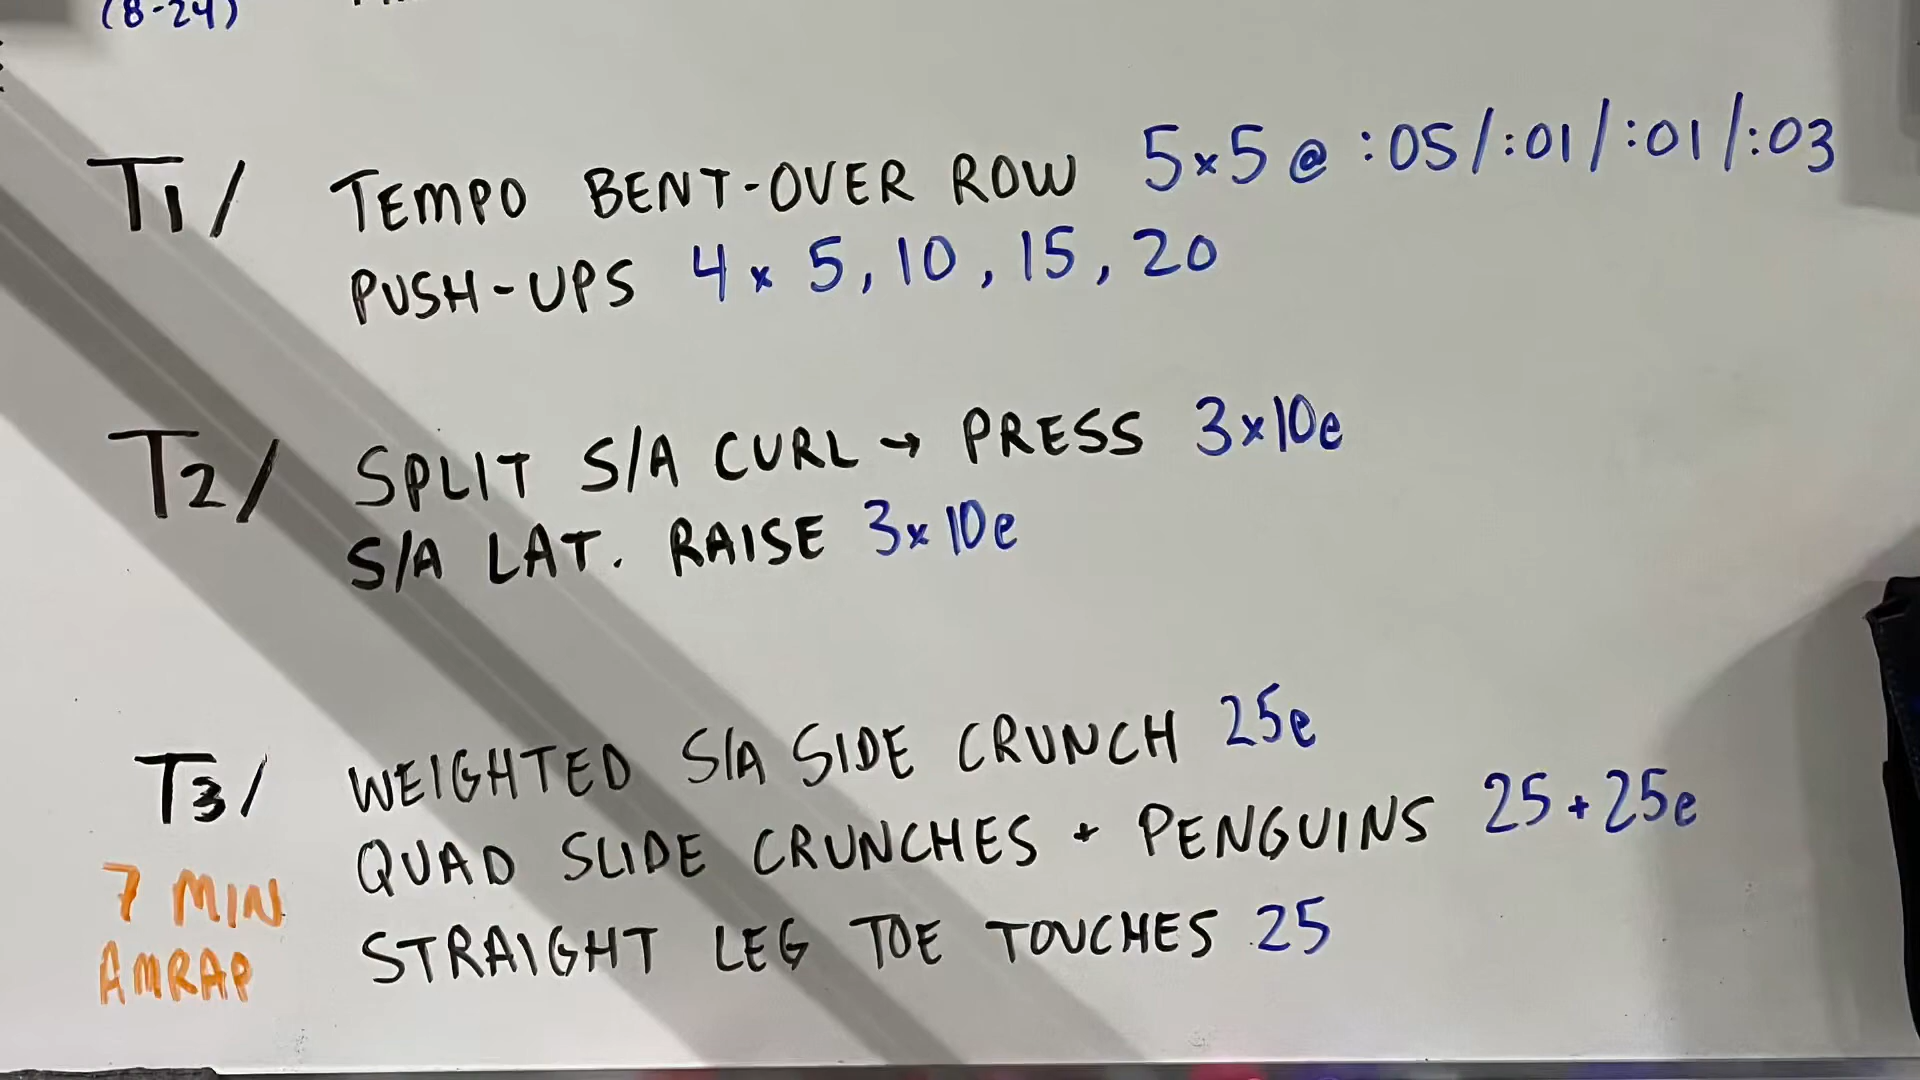 (8-24)
T1/ TEMPO BENT-OVER ROW 5x5 @ :05/:01/:01/:03
PUSH-UPS 4x 5, 10, 15, 20
T2/ SPLIT S/A CURL → PRESS 3x10e
S/A LAT. RAISE 3x10e
T3/ WEIGHTED S/A SIDE CRUNCH 25e
7 MIN QUAD SLIDE CRUNCHES + PENGUINS 25 + 25e
AMRAP STRAIGHT LEG TOE TOUCHES 25